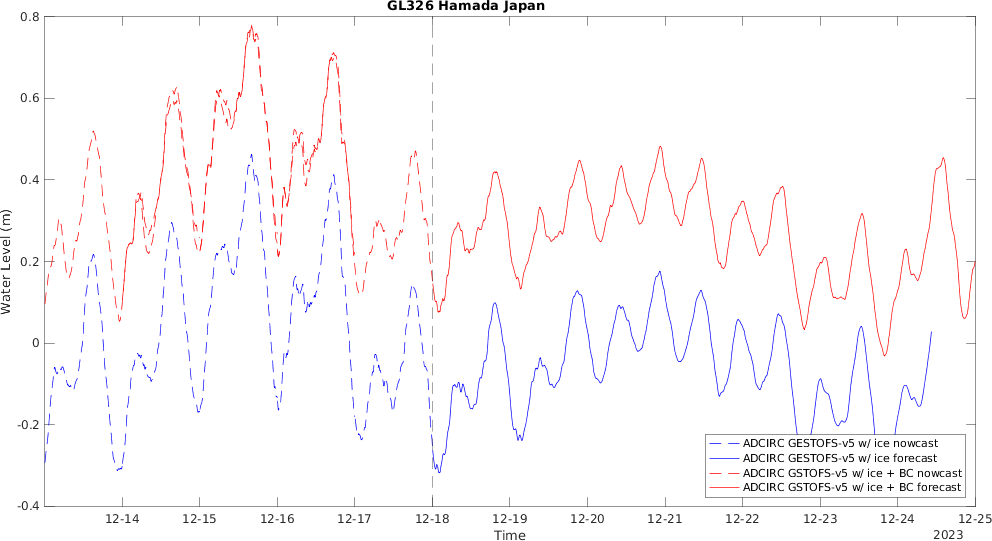 GL326 Hamada Japan
Water Level (m)
0.8
0.6
0.4
0.2
0
-0.2
-0.4
ADCIRC GESTOFS-v5 w/ ice nowcast
ADCIRC GESTOFS-v5 w/ ice forecast
ADCIRC GSTOFS-v5 w/ ice + BC nowcast
ADCIRC GSTOFS-v5 w/ ice + BC forecast
12-14 12-15 12-16 12-17 12-18 12-19 12-20 12-21 12-22 12-23 12-24 12-25
Time
2023